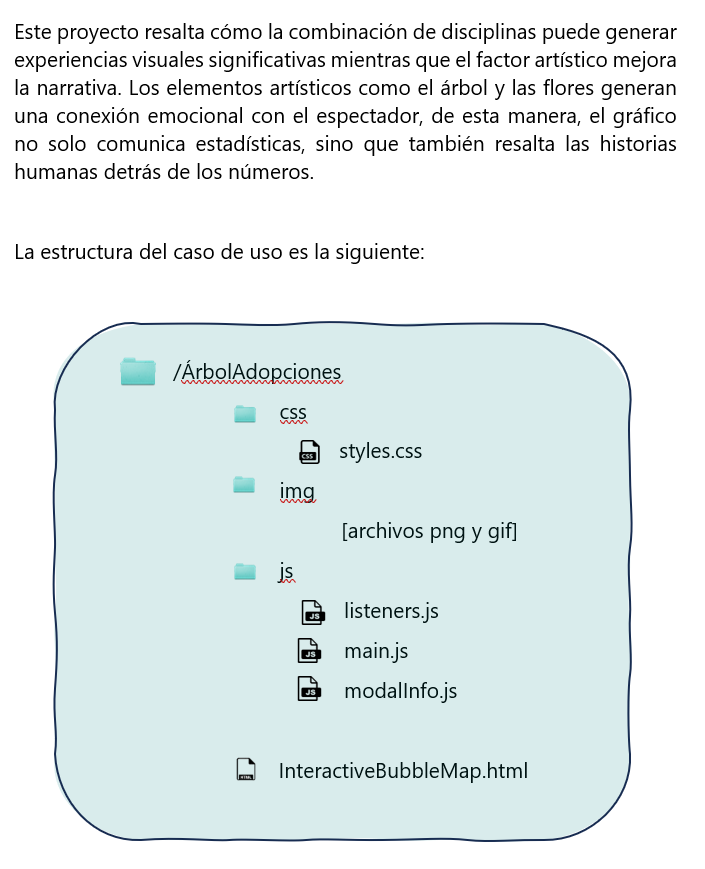 Este proyecto resalta cómo la combinación de disciplinas puede generar
experiencias visuales significativas mientras que el factor artístico mejora
la narrativa. Los elementos artísticos como el árbol y las flores generan
una conexión emocional con el espectador, de esta manera, el gráfico
no solo comunica estadísticas, sino que también resalta las historias
humanas detrás de los números.
La estructura del caso de uso es la siguiente:
/ÁrbolAdopciones
css
CSS styles.css
img
[archivos png y gif]
js
JS listeners.js
JS main.js
JS modalInfo.js
HTML InteractiveBubbleMap.html